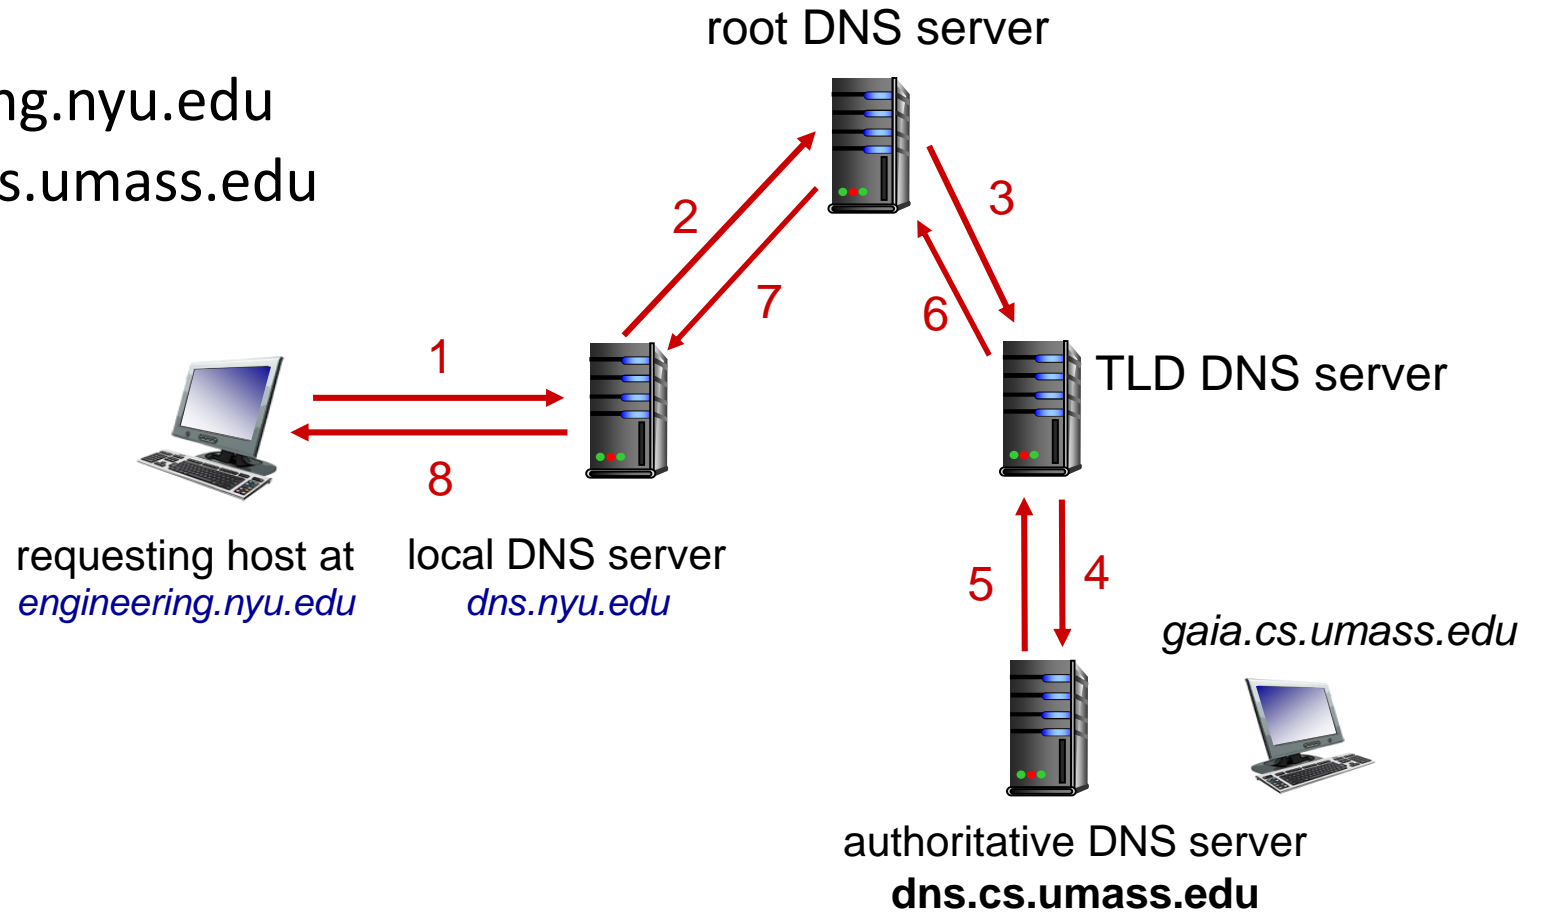 root DNS server
ng.nyu.edu
s.umass.edu
2
3
7
6
1
TLD DNS server
8
requesting host at
engineering.nyu.edu
local DNS server
dns.nyu.edu
5
4
gaia.cs.umass.edu
authoritative DNS server
dns.cs.umass.edu